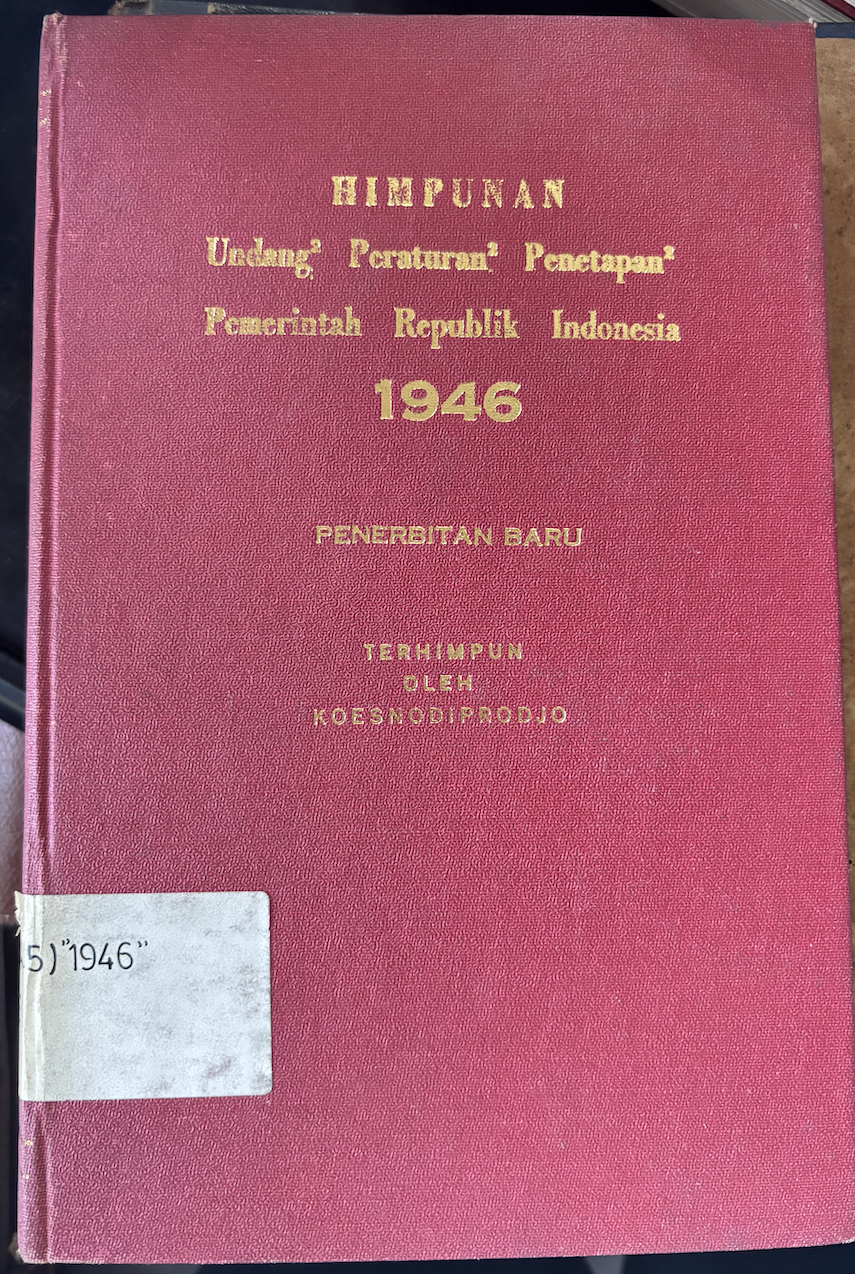 HIMPUNAN
Undang² Peraturan² Penetapan²
Pemerintah Republik Indonesia
1946
PENERBITAN BARU
TERHIMPUN
OLEH
KOESNODIPRODJO
5) "1946"